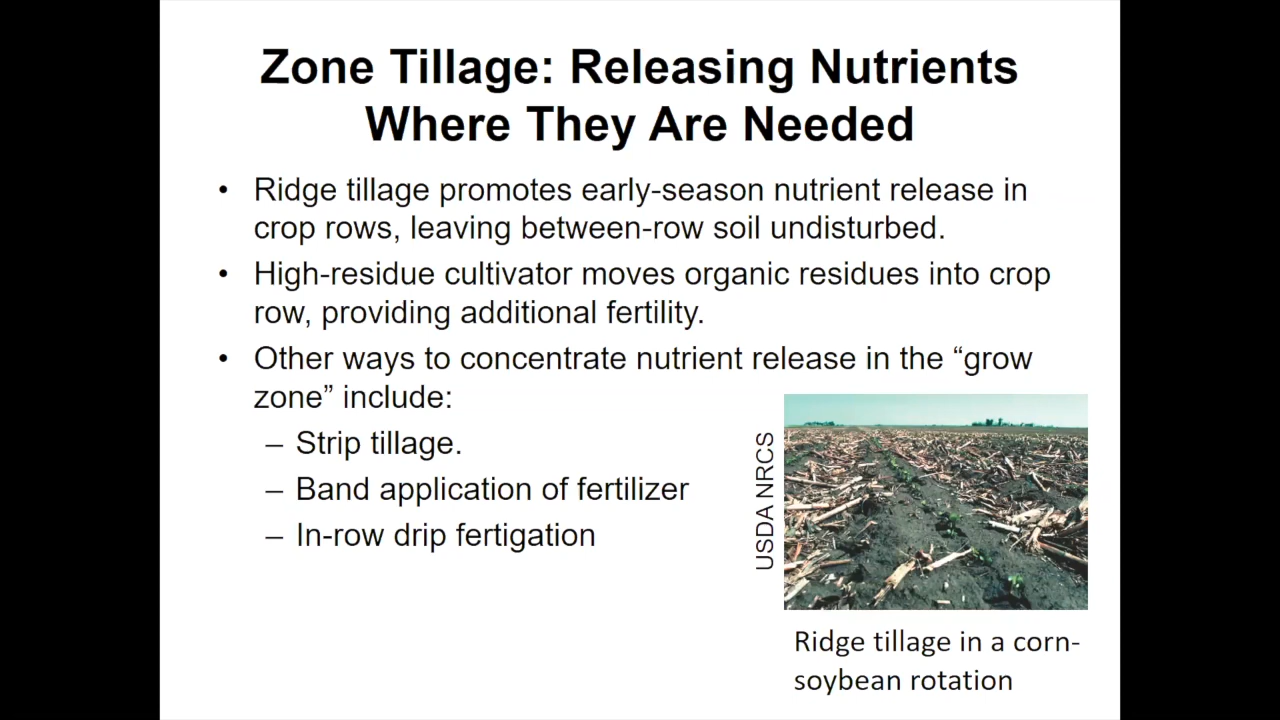 Zone Tillage: Releasing Nutrients
Where They Are Needed
• Ridge tillage promotes early-season nutrient release in
crop rows, leaving between-row soil undisturbed.
• High-residue cultivator moves organic residues into crop
row, providing additional fertility.
• Other ways to concentrate nutrient release in the “grow
zone” include:
– Strip tillage.
– Band application of fertilizer
– In-row drip fertigation
USDA NRCS
Ridge tillage in a corn-
soybean rotation